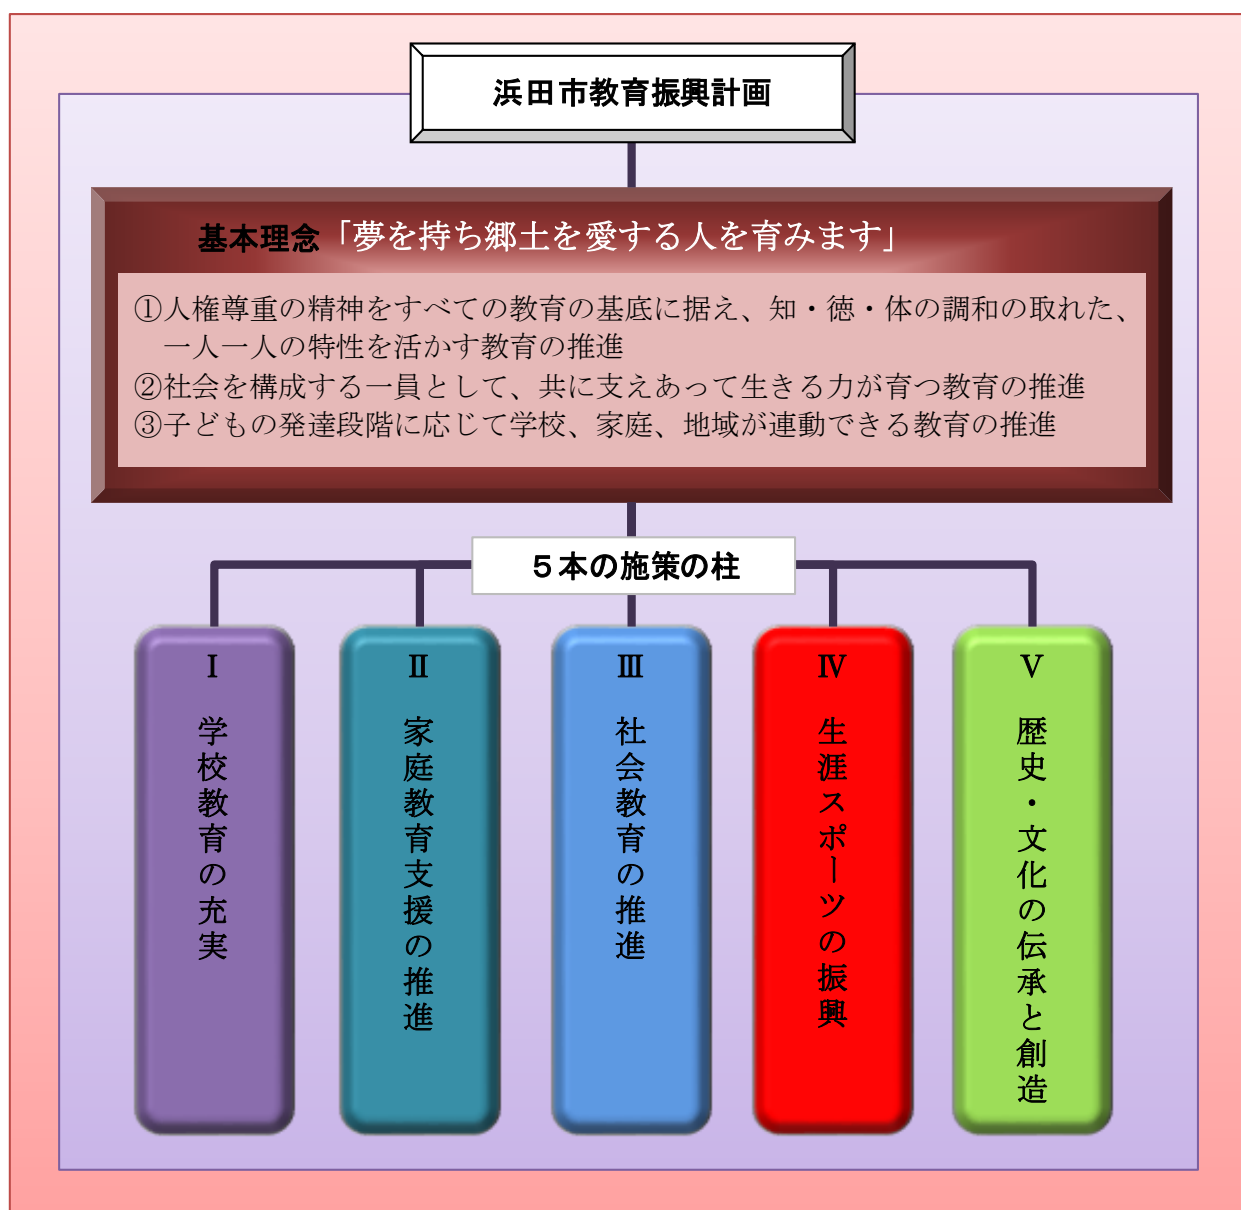 浜田市教育振興計画
基本理念「夢を持ち郷土を愛する人を育みます」
①人権尊重の精神をすべての教育の基底に据え、知・徳・体の調和の取れた、
一人一人の特性を活かす教育の推進
②社会を構成する一員として、共に支えあって生きる力が育つ教育の推進
③子どもの発達段階に応じて学校、家庭、地域が連動できる教育の推進
５本の施策の柱
Ⅰ 学校教育の充実
Ⅱ 家庭教育支援の推進
Ⅲ 社会教育の推進
Ⅳ 生涯スポーツの振興
Ⅴ 歴史・文化の伝承と創造